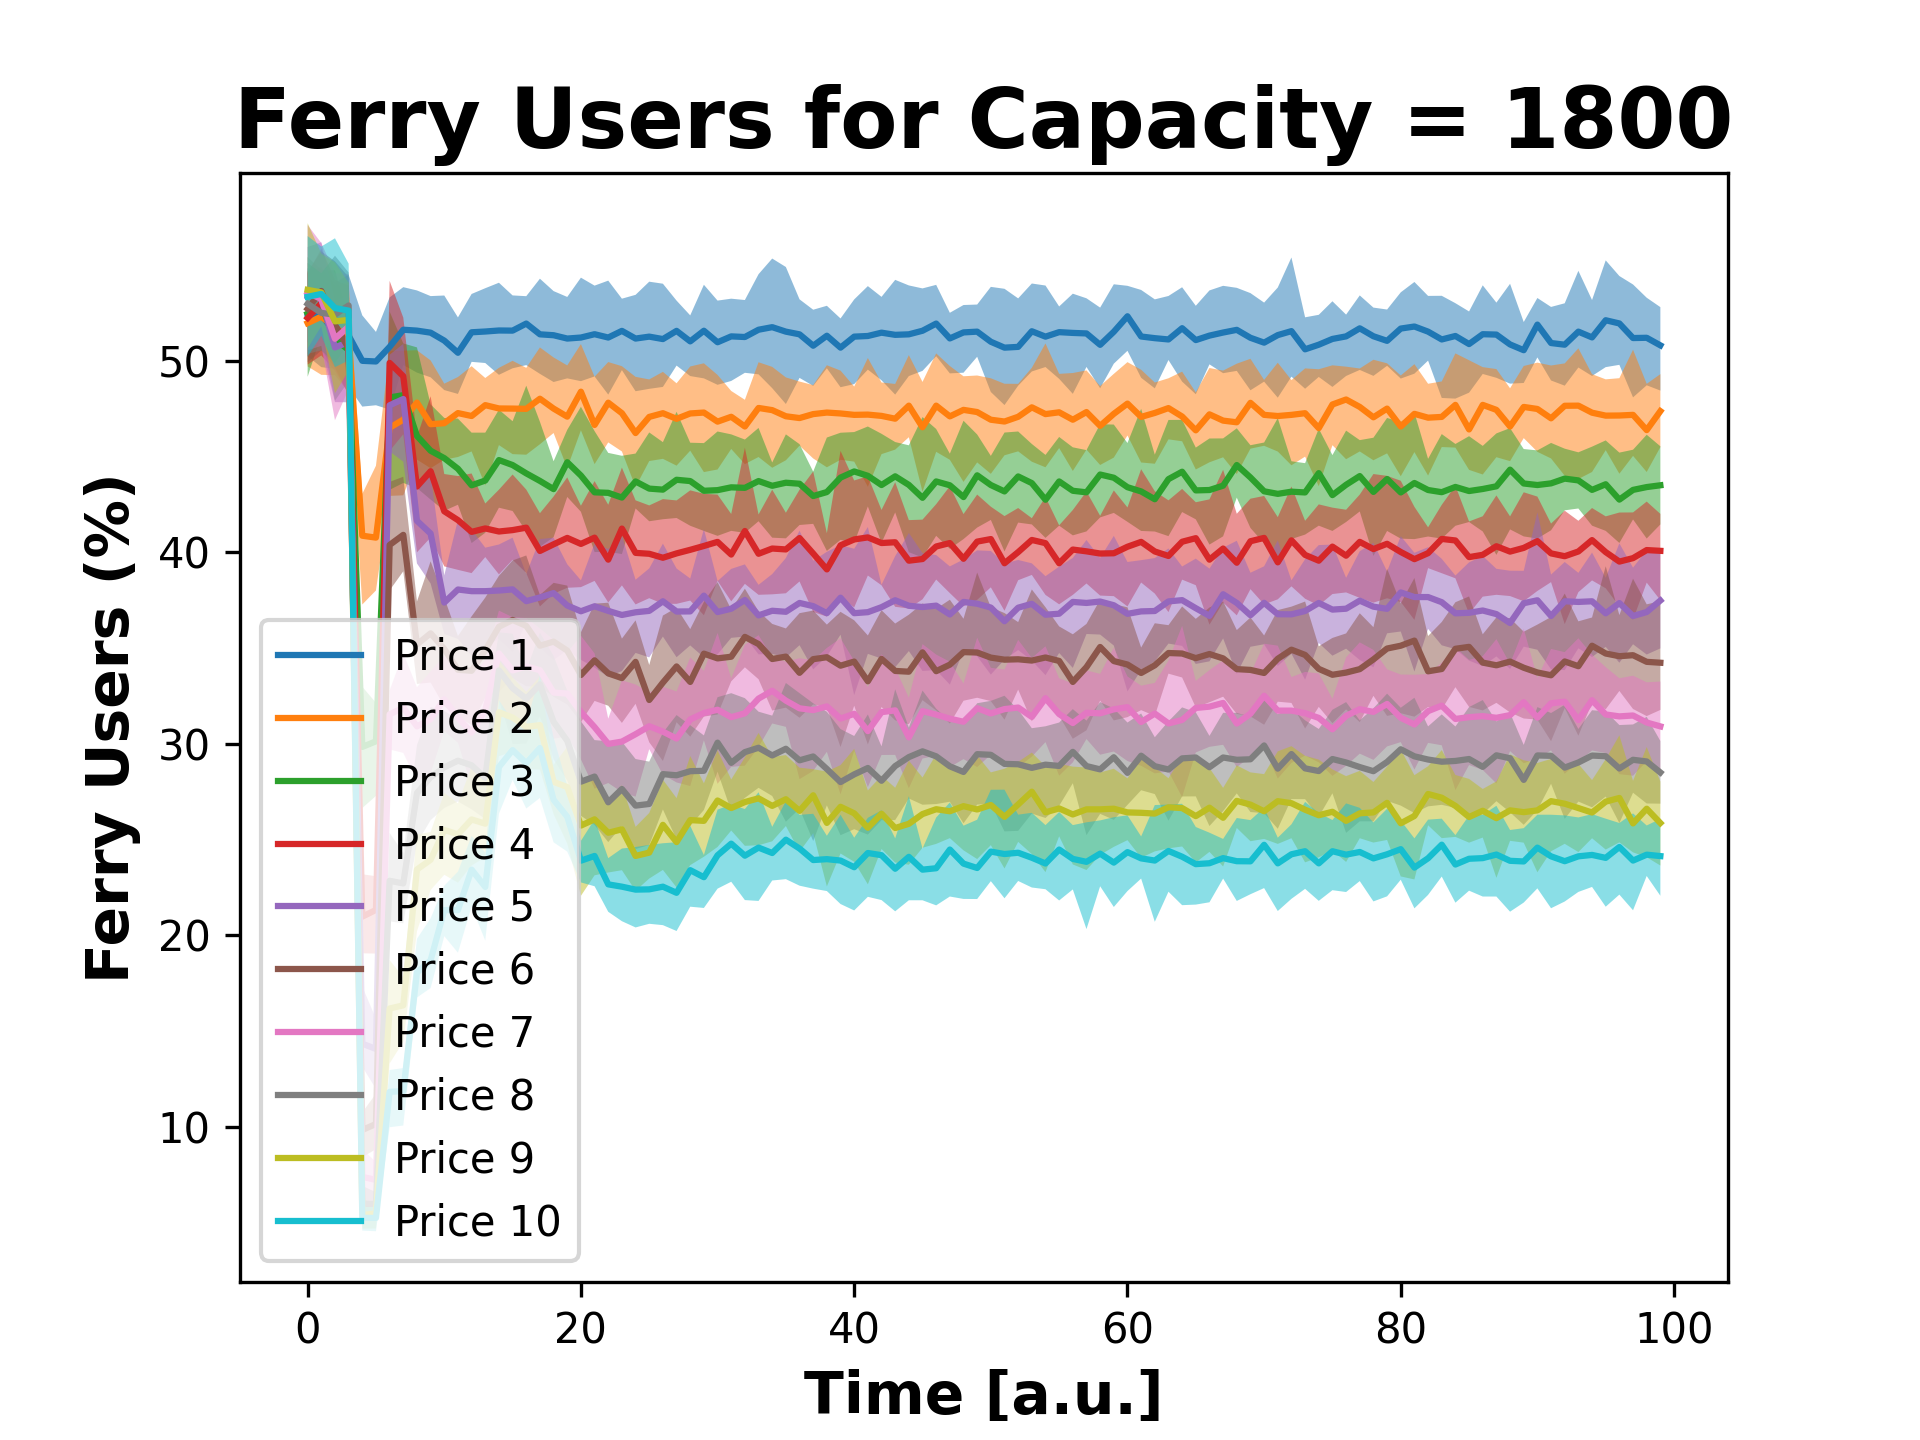 Ferry Users for Capacity = 1800
Ferry Users (%)
50
40
30
20
10
Price 1
Price 2
Price 3
Price 4
Price 5
Price 6
Price 7
Price 8
Price 9
Price 10
0 20 40 60 80 100
Time [a.u.]